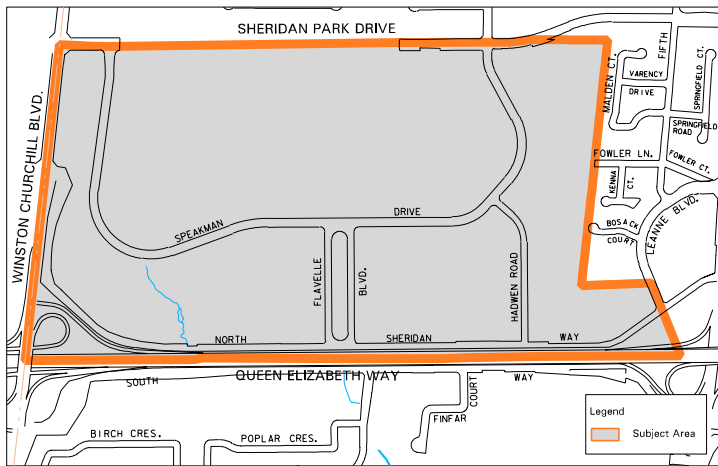 SHERIDAN PARK DRIVE
WINSTON CHURCHILL BLVD.
MALDEN CT.
FIFTH
SPRINGFIELD CT.
VARENCY
DRIVE
SPRINGFIELD
ROAD
FOWLER LN.
FOWLER CT.
KENNA
CT.
BOSACK
COURT
LEANNE BLVD.
SPEAKMAN
DRIVE
FLAVELLE
BLVD.
HADWEN ROAD
NORTH
SHERIDAN
WAY
QUEEN ELIZABETH WAY
SOUTH
WAY
FINFAR
COURT
BIRCH CRES.
POPLAR CRES.
Legend
Subject Area